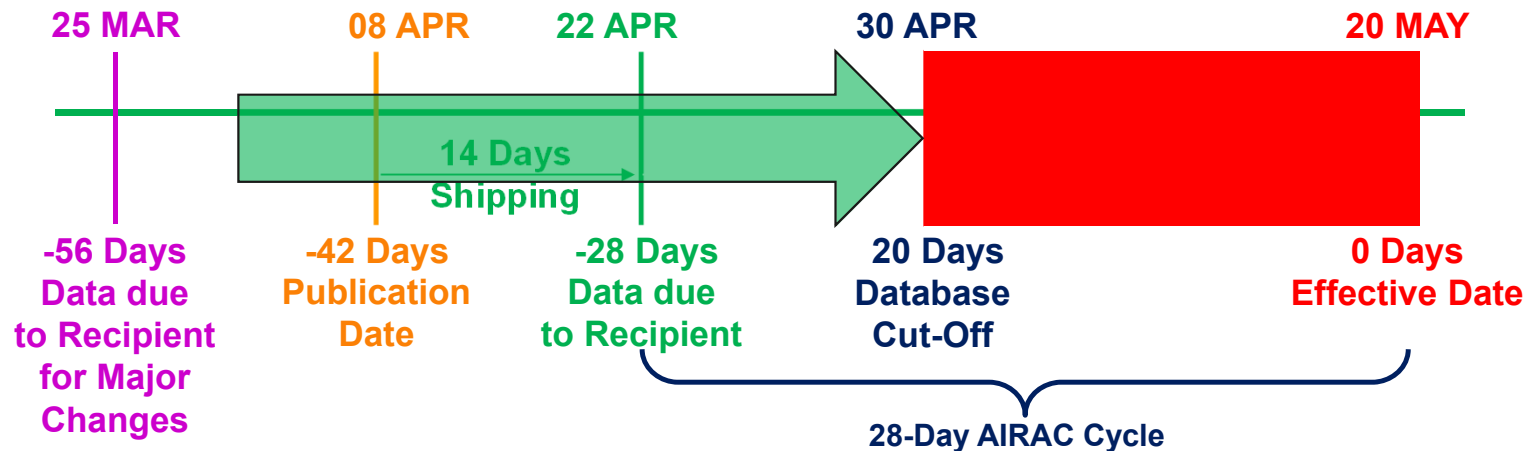 25 MAR
08 APR
22 APR
30 APR
20 MAY
14 Days
Shipping
-56 Days
Data due
to Recipient
for Major
Changes
-42 Days
Publication
Date
-28 Days
Data due
to Recipient
20 Days
Database
Cut-Off
0 Days
Effective Date
28-Day AIRAC Cycle